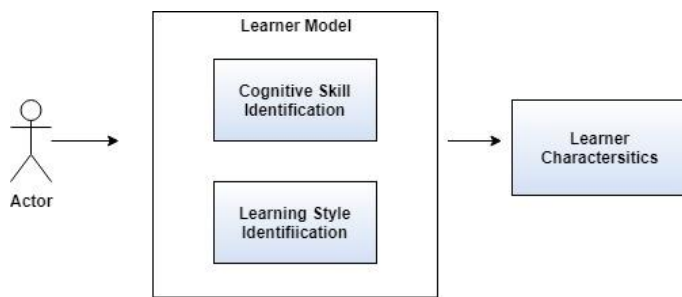 Learner Model
Cognitive Skill
Identification
Learner
Charactersitics
Actor
Learning Style
Identifiication